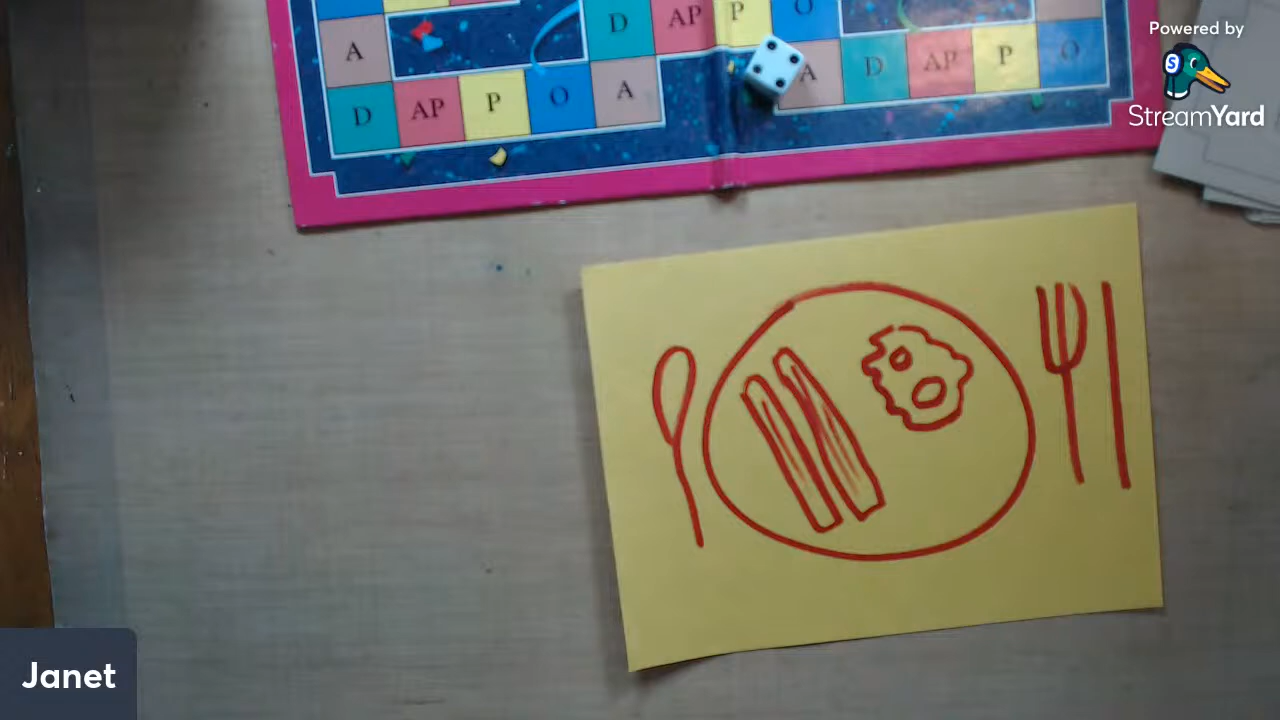 D AP P O
A A
D AP P O A D AP P O
Powered by
S
StreamYard
Janet